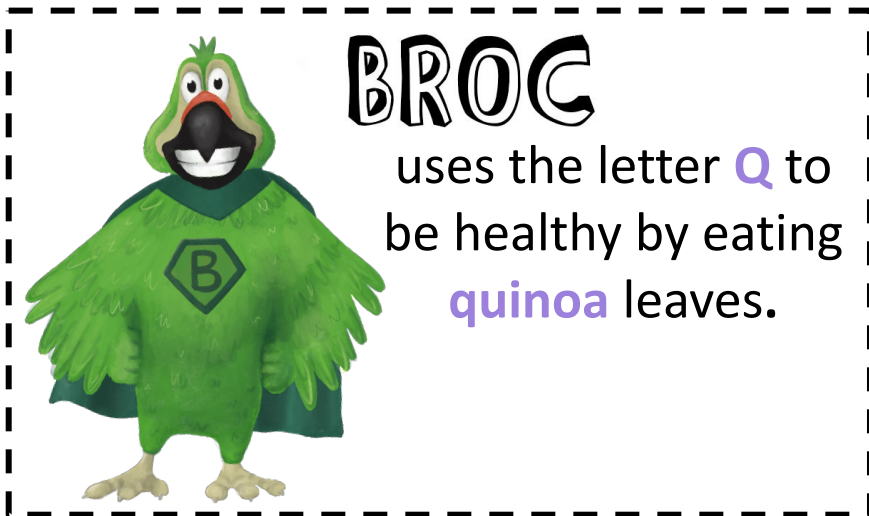 BROC
uses the letter Q to
be healthy by eating
quinoa leaves.
B